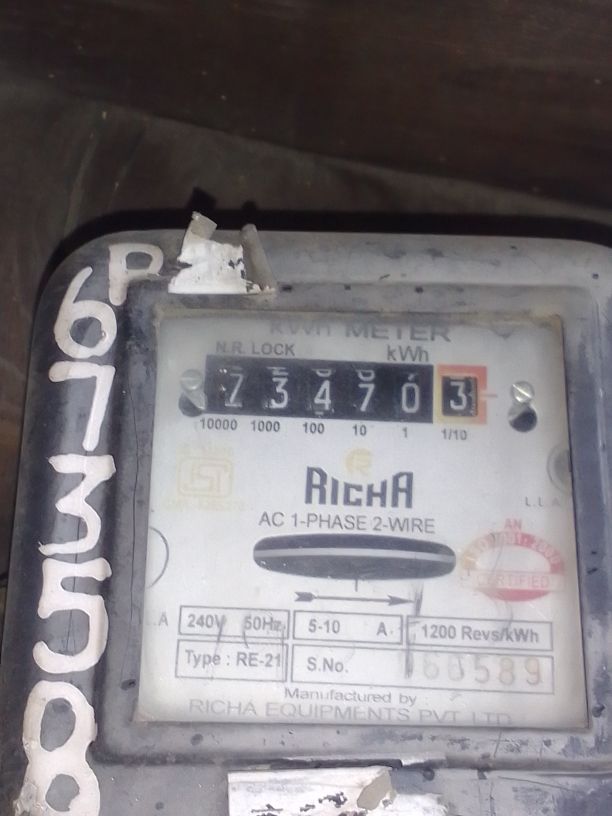 P
67358
kWh METER
N.R. LOCK kWh
7 3 4 7 0 3
10000 1000 100 10 1 1/10
RICHA
AC 1-PHASE 2-WIRE
L.L.A
AN
CERTIFIED
A
240V 50Hz 5-10 A. 1200 Revs/kWh
Type : RE-21 S.No. 60589
Manufactured by
RICHA EQUIPMENTS PVT. LTD.